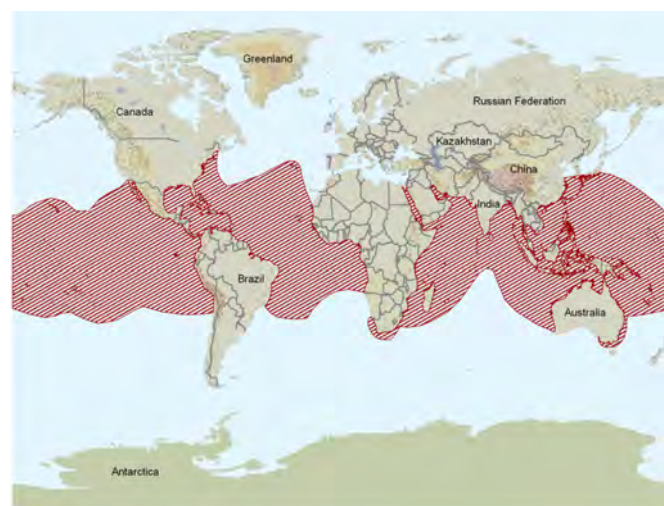 Greenland
Canada
Russian Federation
Kazakhstan
China
India
Brazil
Australia
Antarctica